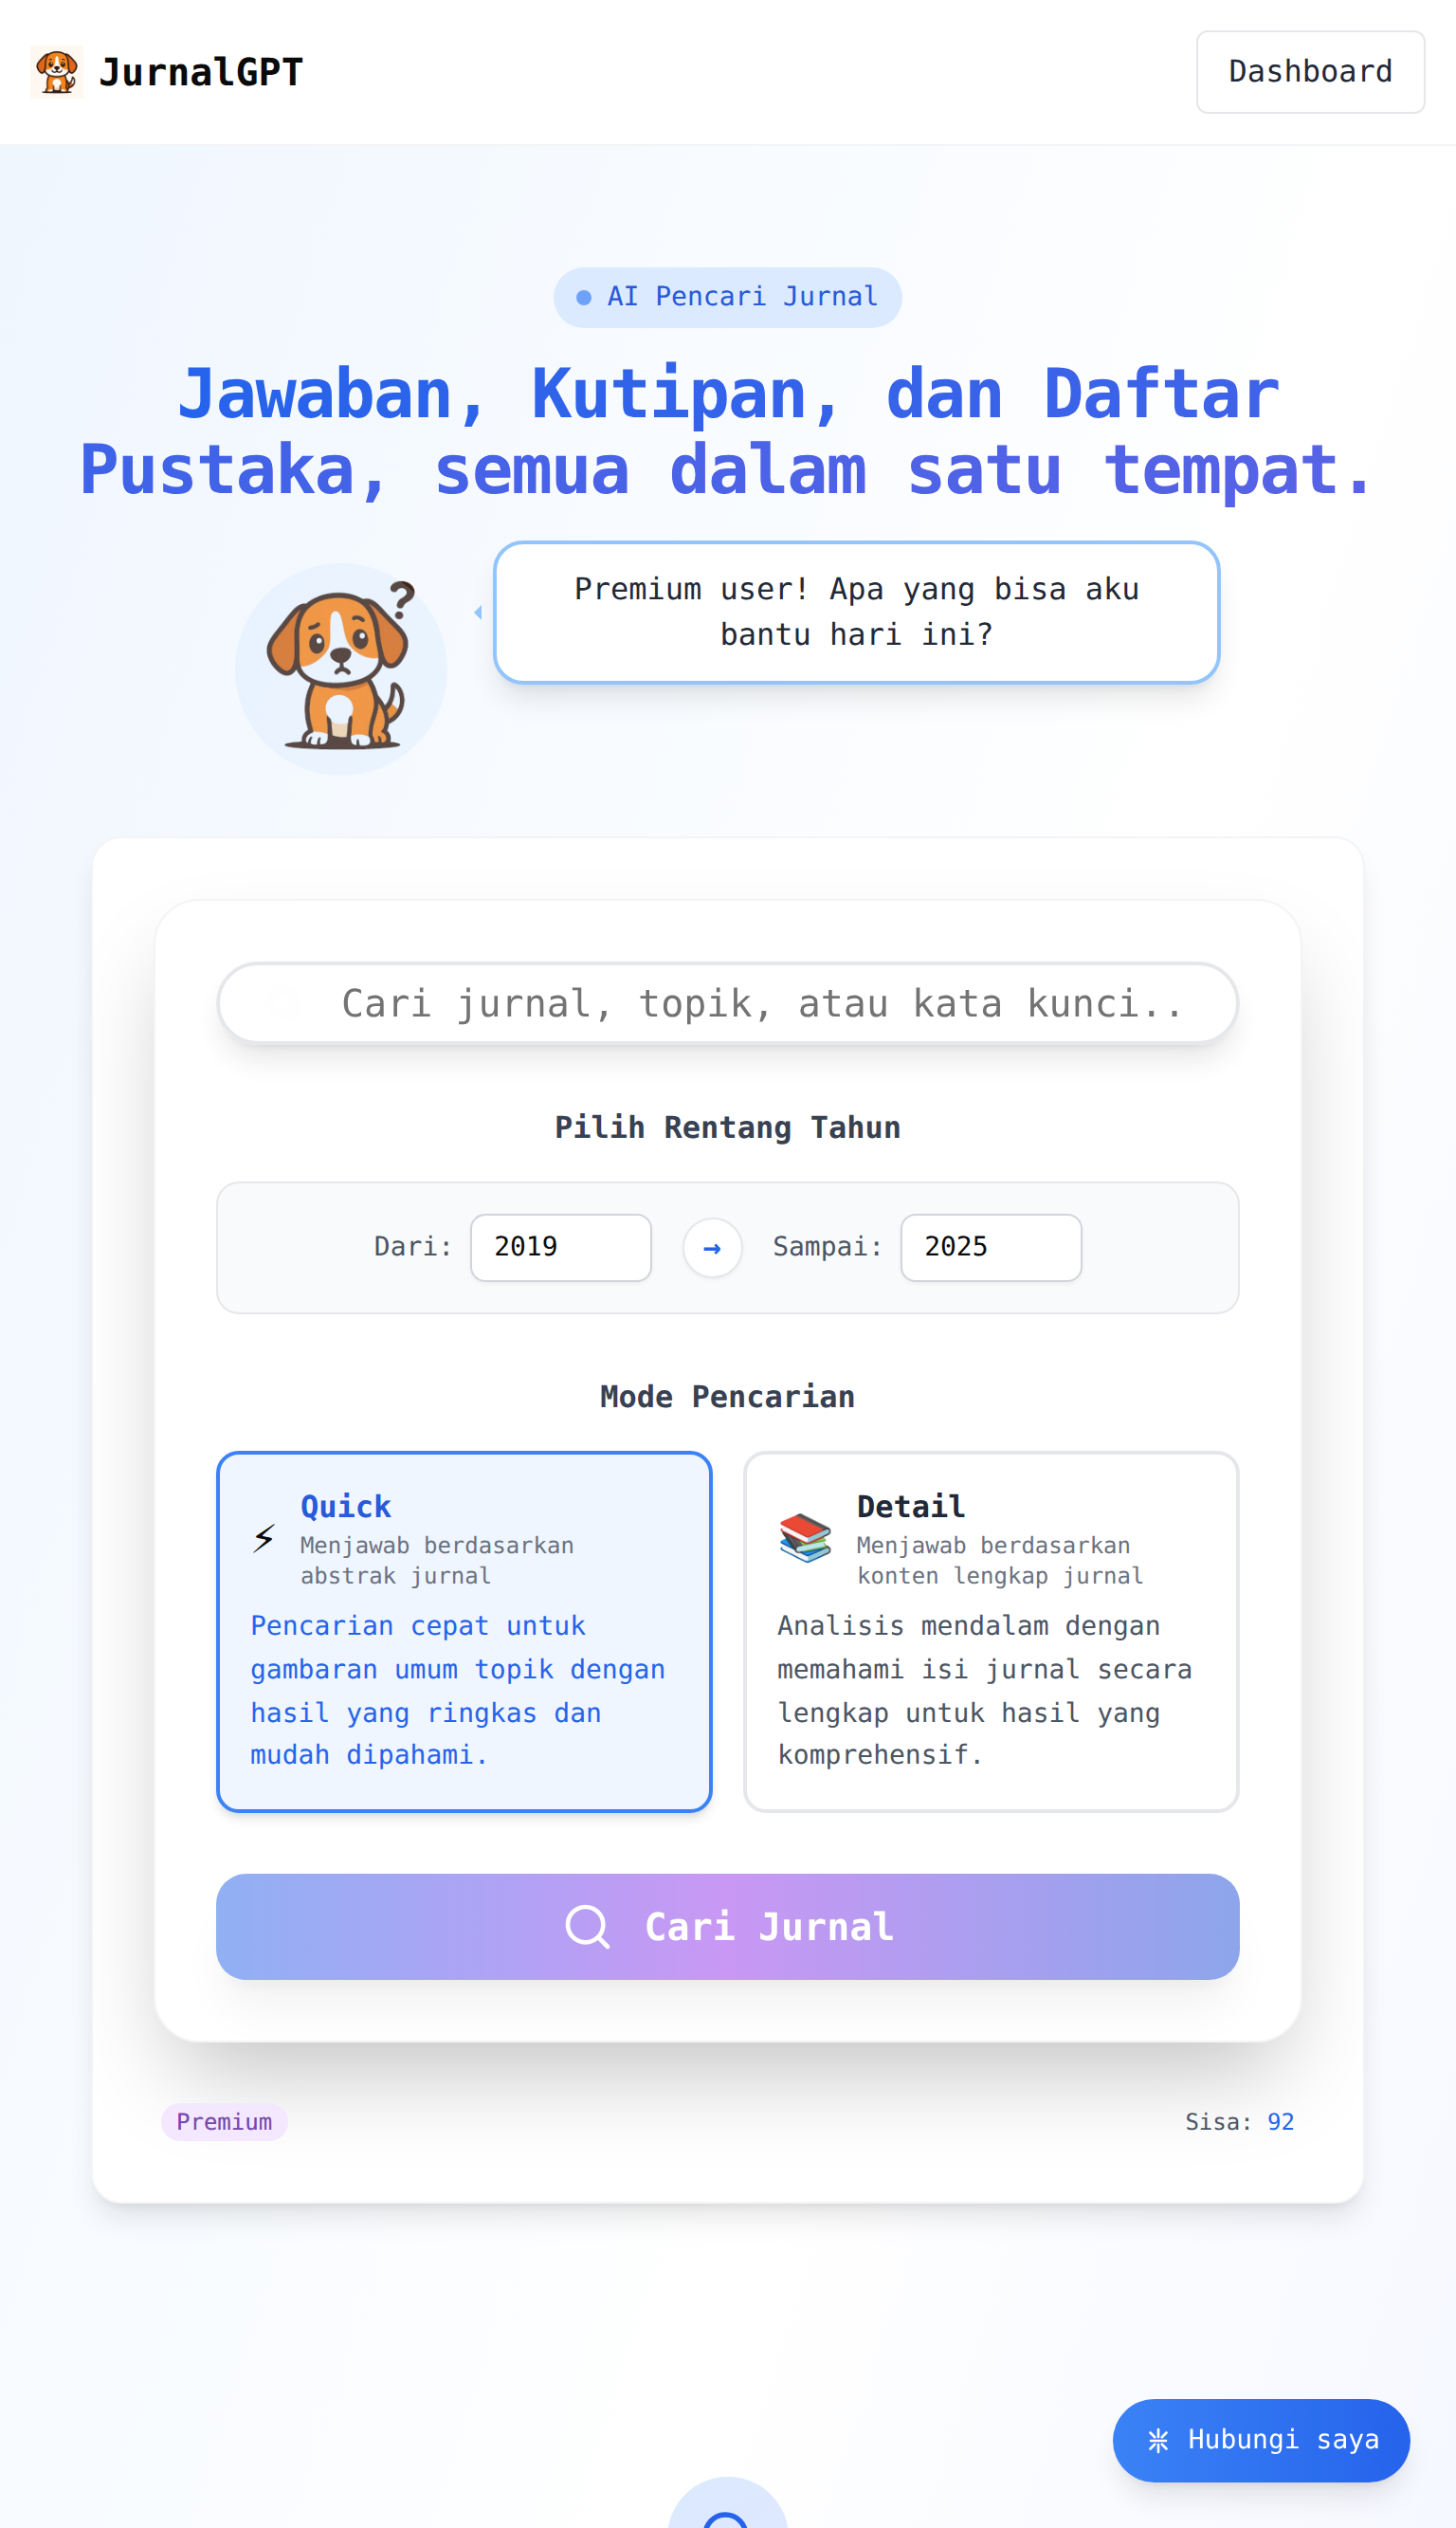 JurnalGPT
Dashboard
AI Pencari Jurnal
Jawaban, Kutipan, dan Daftar
Pustaka, semua dalam satu tempat.
?
Premium user! Apa yang bisa aku
bantu hari ini?
Cari jurnal, topik, atau kata kunci..
Pilih Rentang Tahun
Dari: 2019 → Sampai: 2025
Mode Pencarian
Quick
Menjawab berdasarkan
abstrak jurnal
Pencarian cepat untuk
gambaran umum topik dengan
hasil yang ringkas dan
mudah dipahami.
Detail
Menjawab berdasarkan
konten lengkap jurnal
Analisis mendalam dengan
memahami isi jurnal secara
lengkap untuk hasil yang
komprehensif.
Cari Jurnal
Premium
Sisa: 92
Hubungi saya